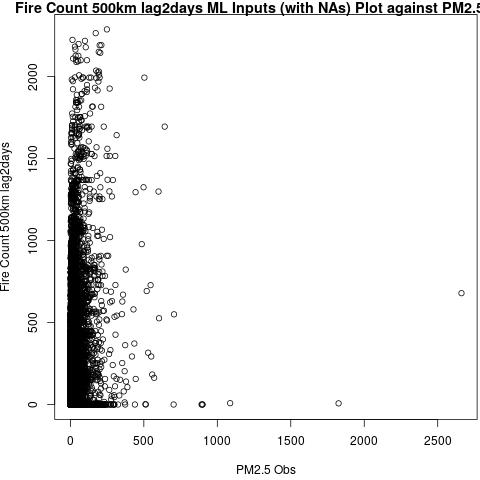 Fire Count 500km lag2days ML Inputs (with NAs) Plot against PM2.5
Fire Count 500km lag2days
2000
1500
1000
500
0
0 500 1000 1500 2000 2500
PM2.5 Obs